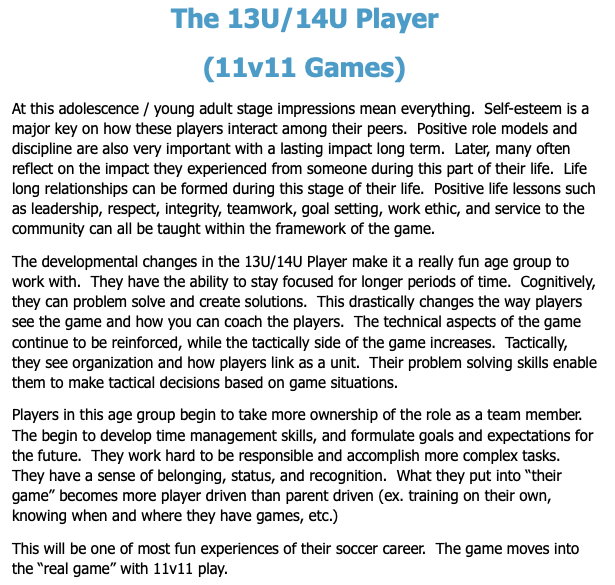 The 13U/14U Player
(11v11 Games)
At this adolescence / young adult stage impressions mean everything.  Self-esteem is a
major key on how these players interact among their peers.  Positive role models and
discipline are also very important with a lasting impact long term.  Later, many often
reflect on the impact they experienced from someone during this part of their life.  Life
long relationships can be formed during this stage of their life.  Positive life lessons such
as leadership, respect, integrity, teamwork, goal setting, work ethic, and service to the
community can all be taught within the framework of the game.
The developmental changes in the 13U/14U Player make it a really fun age group to
work with.  They have the ability to stay focused for longer periods of time.  Cognitively,
they can problem solve and create solutions.  This drastically changes the way players
see the game and how you can coach the players.  The technical aspects of the game
continue to be reinforced, while the tactically side of the game increases.  Tactically,
they see organization and how players link as a unit.  Their problem solving skills enable
them to make tactical decisions based on game situations.
Players in this age group begin to take more ownership of the role as a team member.
The begin to develop time management skills, and formulate goals and expectations for
the future.  They work hard to be responsible and accomplish more complex tasks.
They have a sense of belonging, status, and recognition.  What they put into “their
game” becomes more player driven than parent driven (ex. training on their own,
knowing when and where they have games, etc.)
This will be one of most fun experiences of their soccer career.  The game moves into
the “real game” with 11v11 play.